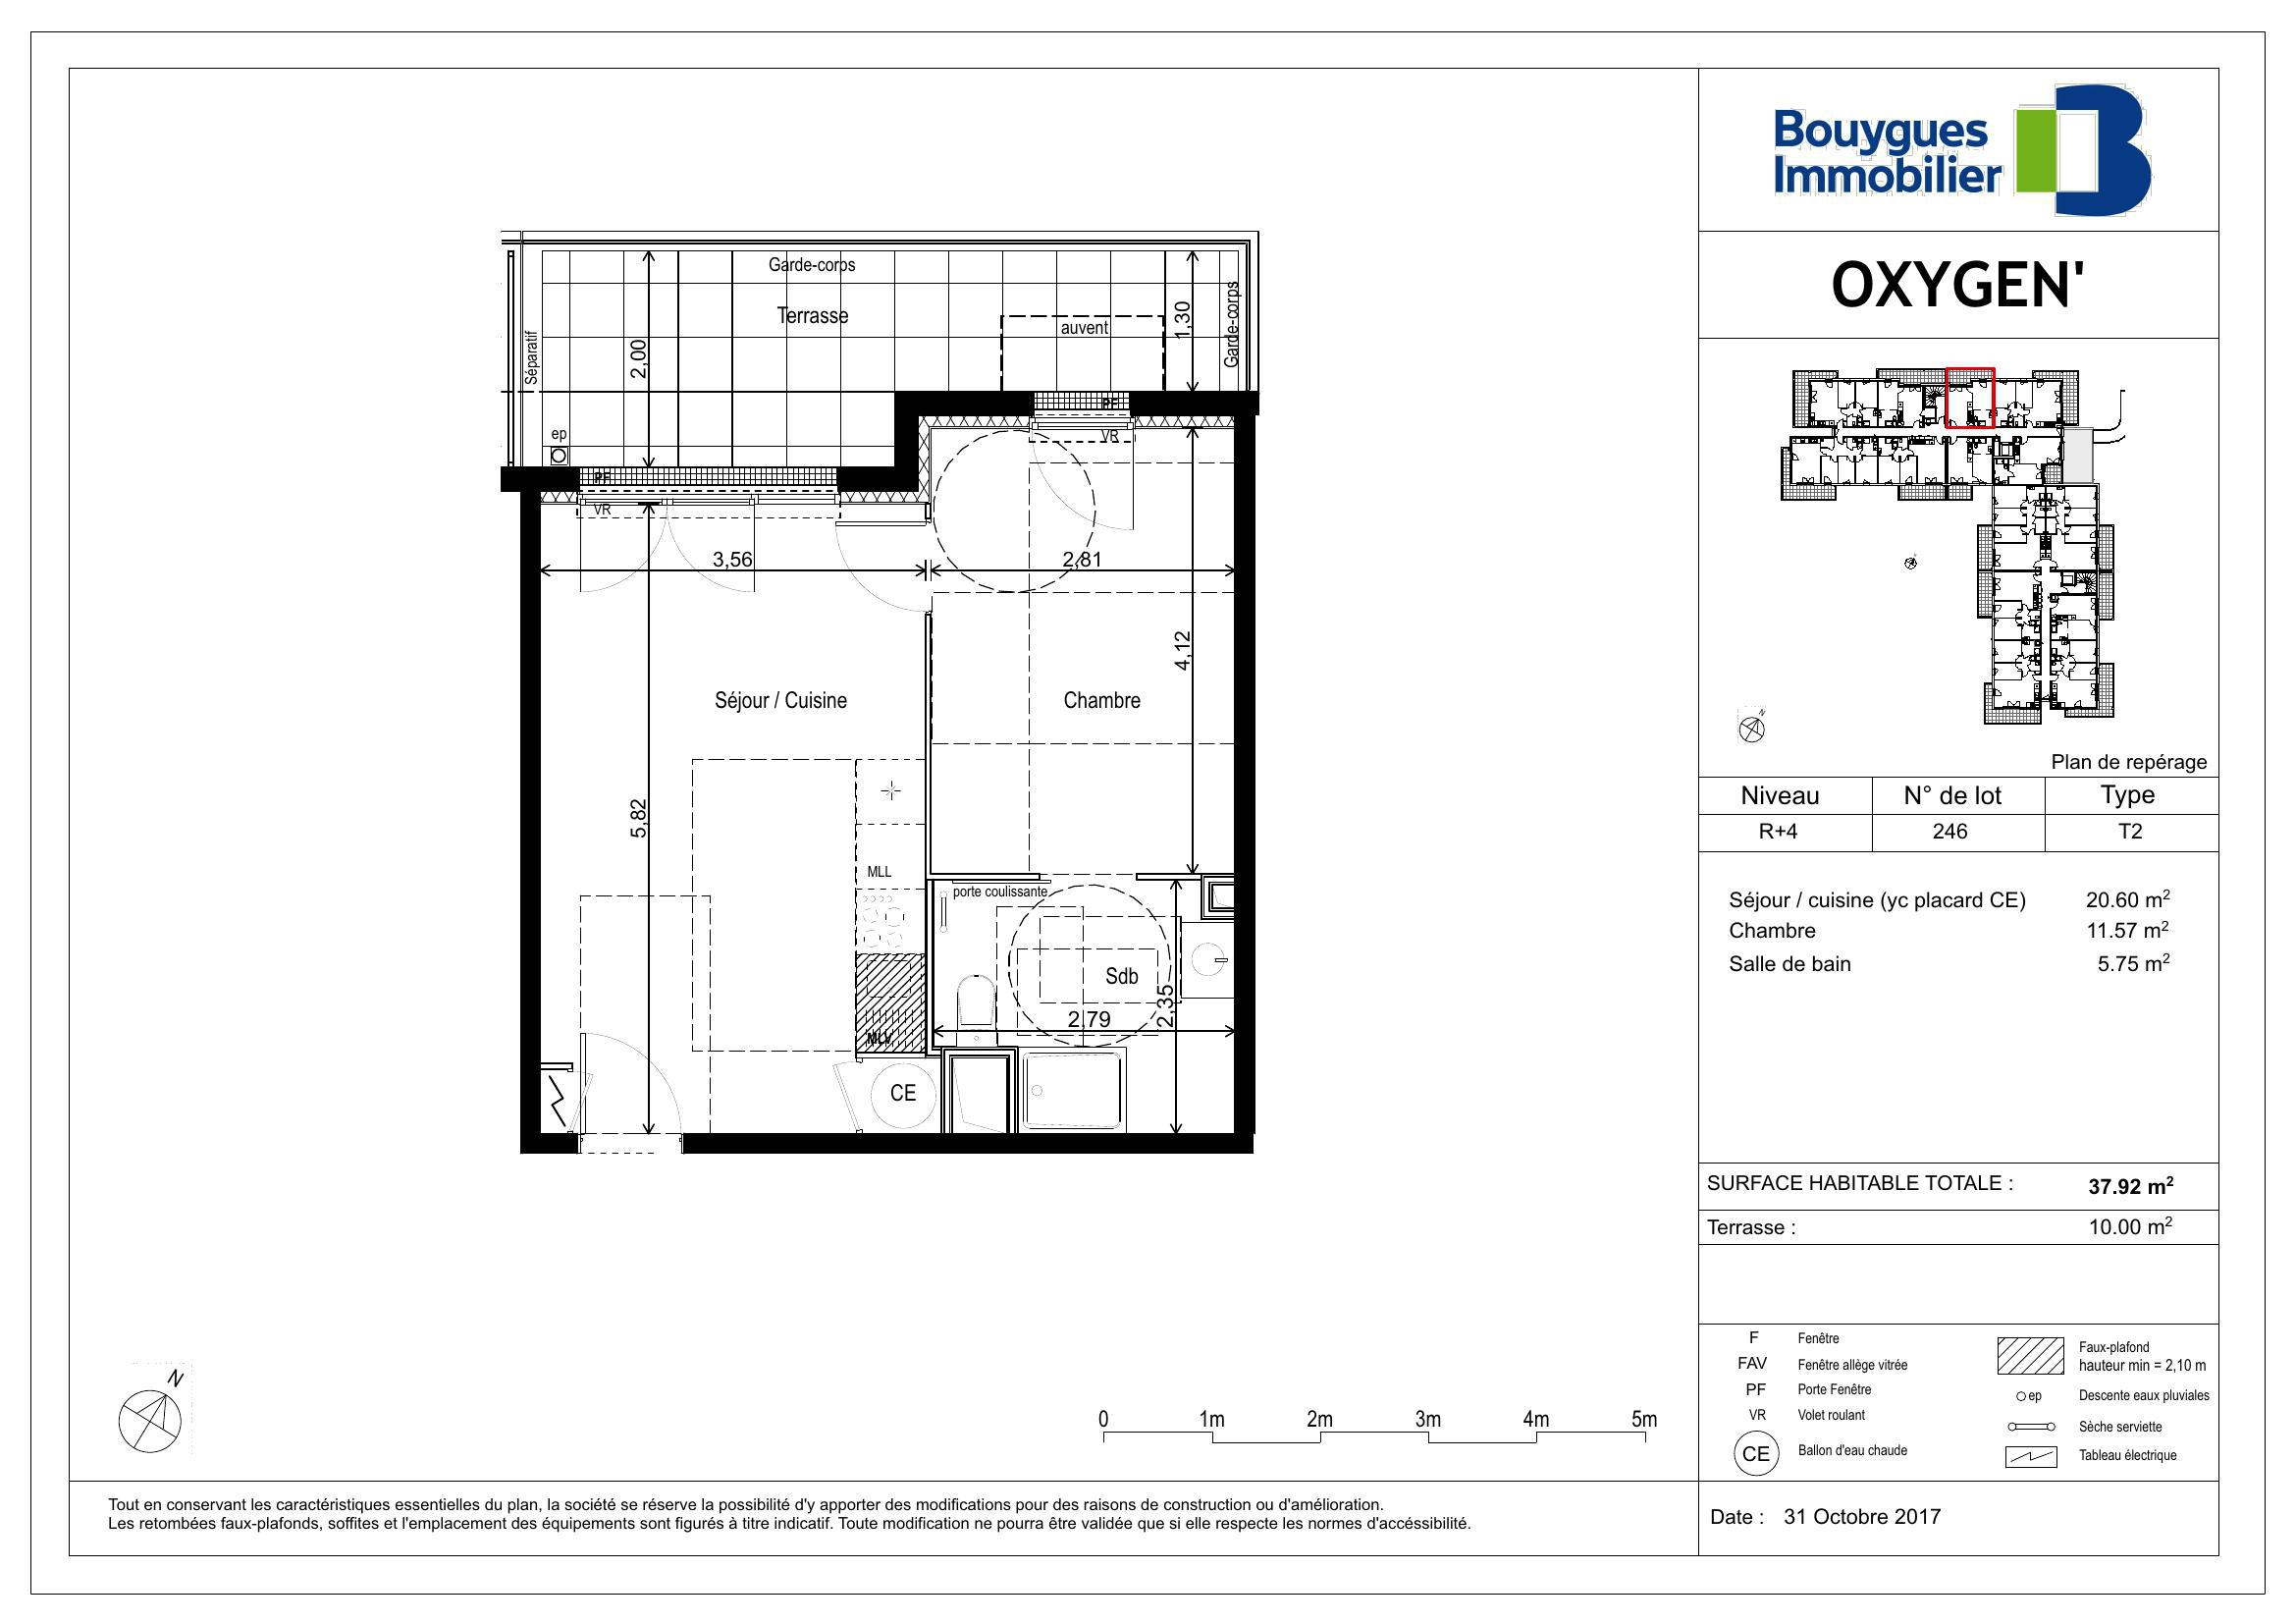 Bouygues
Immobilier
OXYGEN'
N
Plan de repérage
Niveau N° de lot Type
R+4 246 T2
Séjour / cuisine (yc placard CE) 20.60 m²
Chambre 11.57 m²
Salle de bain 5.75 m²
SURFACE HABITABLE TOTALE : 37.92 m²
Terrasse : 10.00 m²
F Fenêtre
FAV Fenêtre allège vitrée
PF Porte Fenêtre
VR Volet roulant
CE Ballon d'eau chaude
Faux-plafond
hauteur min = 2,10 m
ep Descente eaux pluviales
Sèche serviette
Tableau électrique
Date : 31 Octobre 2017
Garde-corps
Terrasse
auvent
1,30
Garde-corps
Séparatif
2,00
ep
PF
VR
PF
VR
3,56
2,81
4,12
Séjour / Cuisine
Chambre
5,82
MLL
porte coulissante
Sdb
2,35
2,79
MLV
CE
N
0 1m 2m 3m 4m 5m
Tout en conservant les caractéristiques essentielles du plan, la société se réserve la possibilité d'y apporter des modifications pour des raisons de construction ou d'amélioration.
Les retombées faux-plafonds, soffites et l'emplacement des équipements sont figurés à titre indicatif. Toute modification ne pourra être validée que si elle respecte les normes d'accéssibilité.